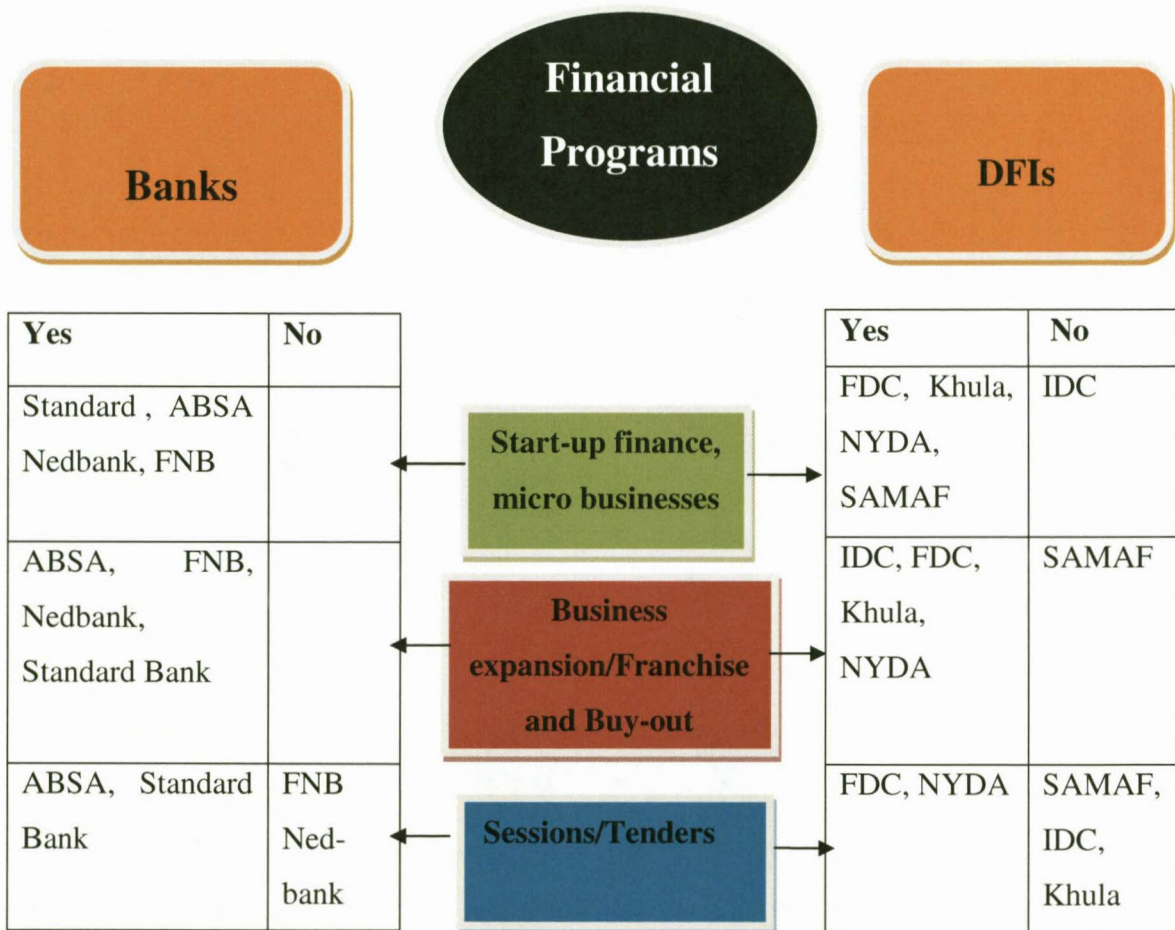 Financial
Programs
Banks
DFIs
Yes No
Standard , ABSA
Nedbank, FNB
ABSA, FNB,
Nedbank,
Standard Bank
ABSA, Standard
Bank
FNB
Ned-
bank
Start-up finance,
micro businesses
Business
expansion/Franchise
and Buy-out
Sessions/Tenders
Yes No
FDC, Khula,
NYDA,
SAMAF
IDC
IDC, FDC,
Khula,
NYDA
SAMAF
FDC, NYDA
SAMAF,
IDC,
Khula